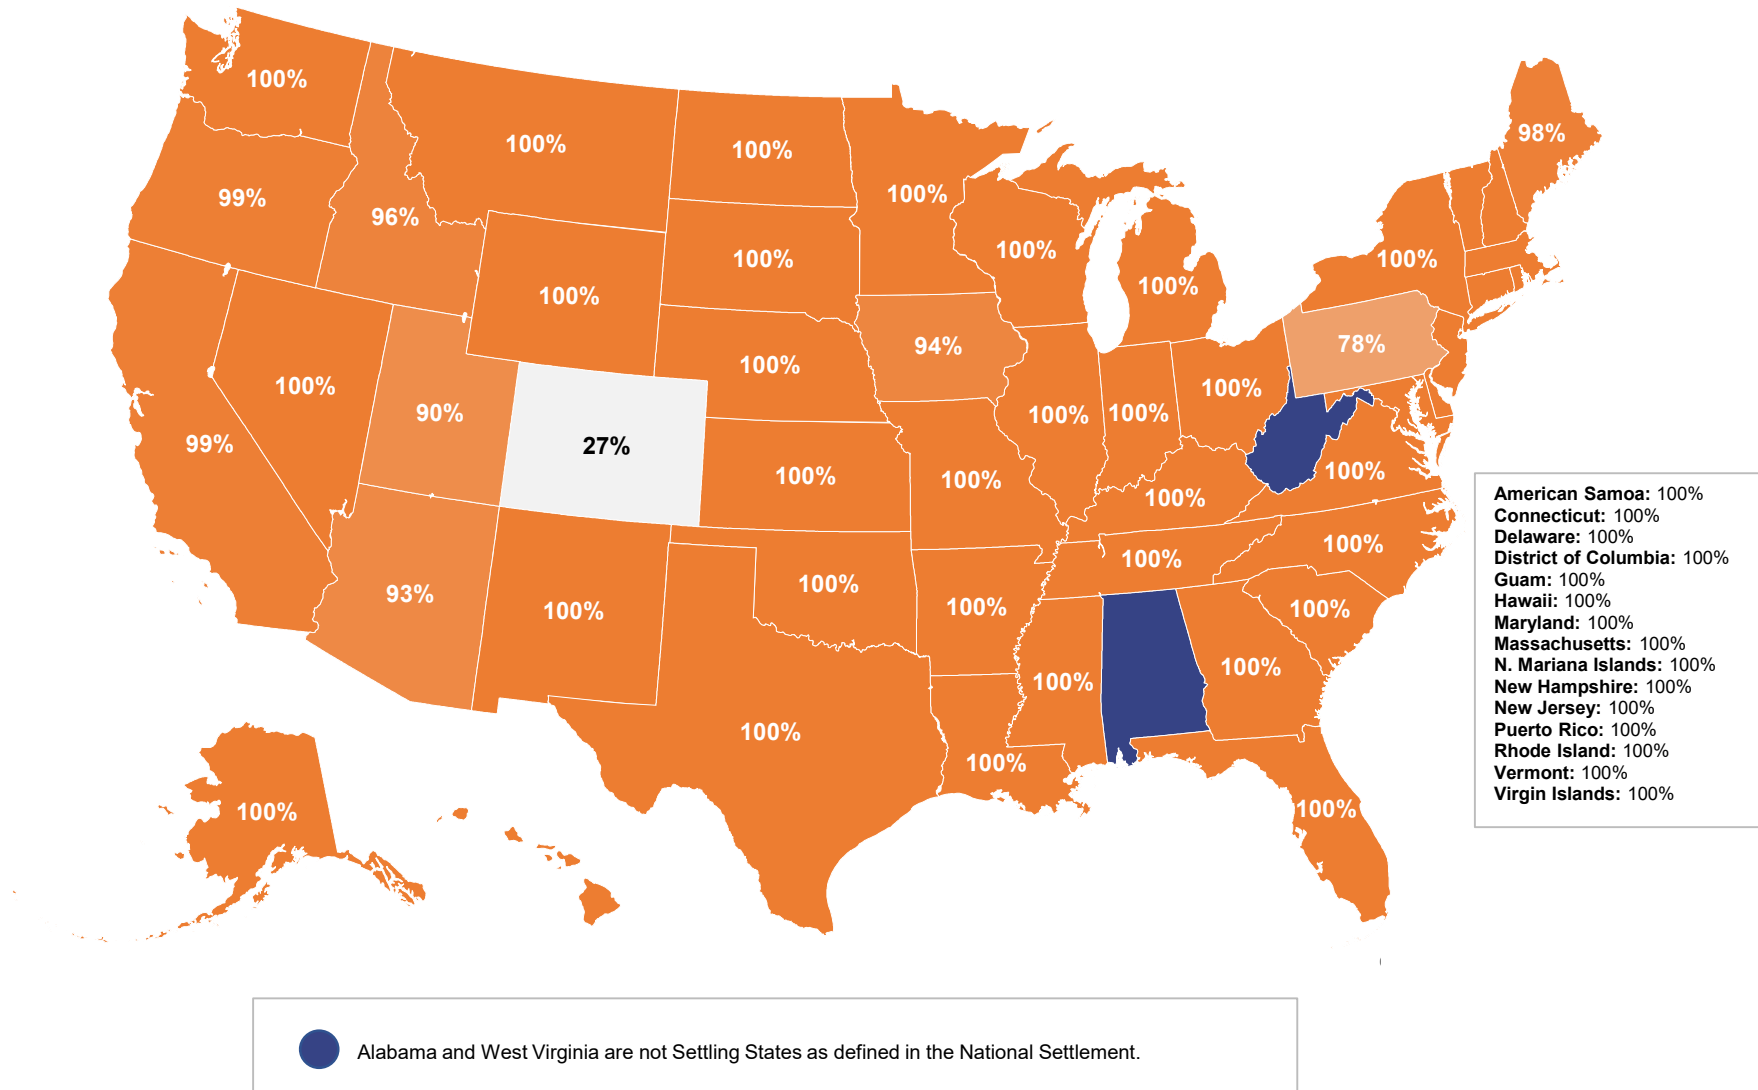 100%
98%
100%
100%
100%
99%
96%
100%
100%
100%
100%
100%
100%
100%
94%
78%
100%
100%
100%
90%
100%
100%
99%
27%
100%
100%
100%
100%
100%
100%
100%
100%
93%
100%
100%
100%
100%
100%
100%
100%
100%
100%
100%
American Samoa: 100%
Connecticut: 100%
Delaware: 100%
District of Columbia: 100%
Guam: 100%
Hawaii: 100%
Maryland: 100%
Massachusetts: 100%
N. Mariana Islands: 100%
New Hampshire: 100%
New Jersey: 100%
Puerto Rico: 100%
Rhode Island: 100%
Vermont: 100%
Virgin Islands: 100%
Alabama and West Virginia are not Settling States as defined in the National Settlement.